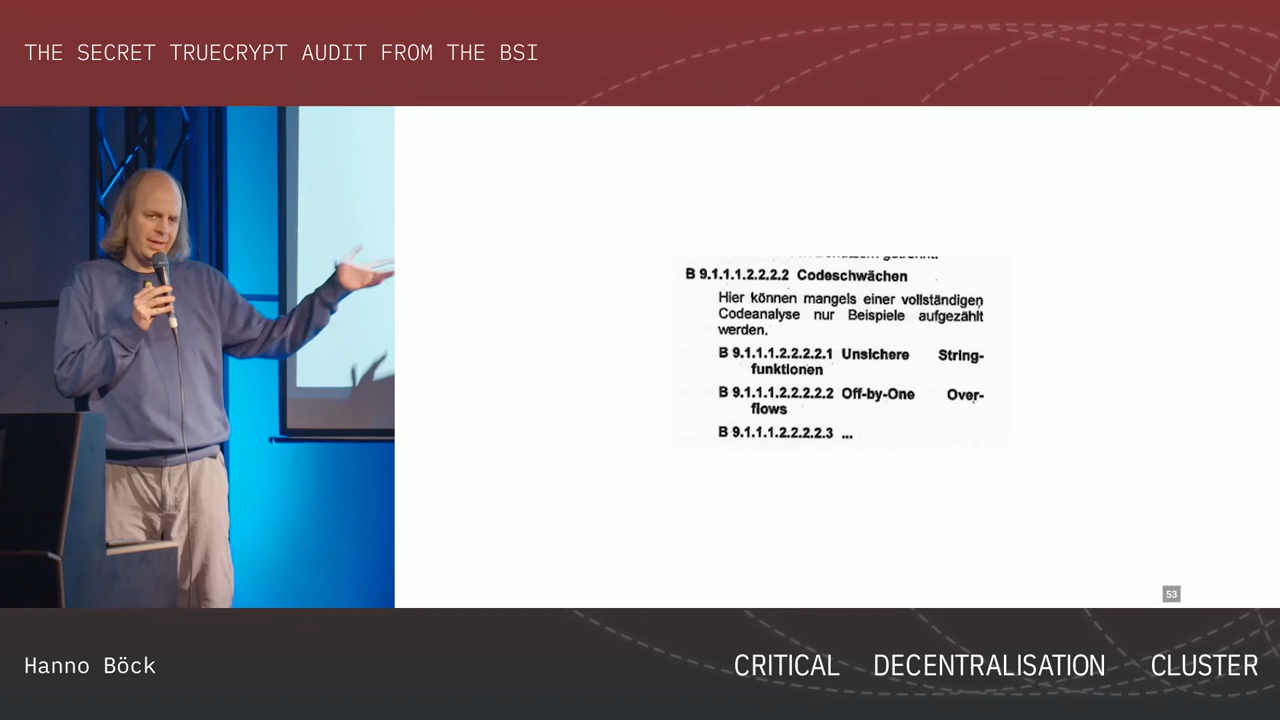 THE SECRET TRUECRYPT AUDIT FROM THE BSI
B 9.1.1.1.2.2.2.2 Codeschwächen
Hier können mangels einer vollständigen
Codeanalyse nur Beispiele aufgezählt
werden.
B 9.1.1.1.2.2.2.2.1 Unsichere String-
funktionen
B 9.1.1.1.2.2.2.2.2 Off-by-One Over-
flows
B 9.1.1.1.2.2.2.2.3 ...
53
Hanno Böck
CRITICAL DECENTRALISATION CLUSTER